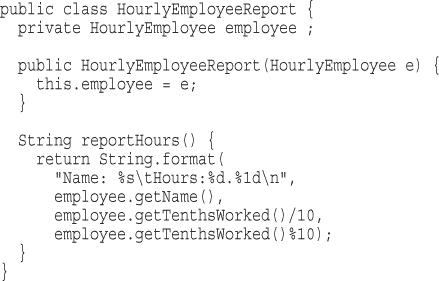 public class HourlyEmployeeReport {
  private HourlyEmployee employee ;

  public HourlyEmployeeReport(HourlyEmployee e) {
    this.employee = e;
  }

  String reportHours() {
    return String.format(
      "Name: %s\tHours:%d.%1d\n",
      employee.getName(),
      employee.getTenthsWorked()/10,
      employee.getTenthsWorked()%10);
  }
}